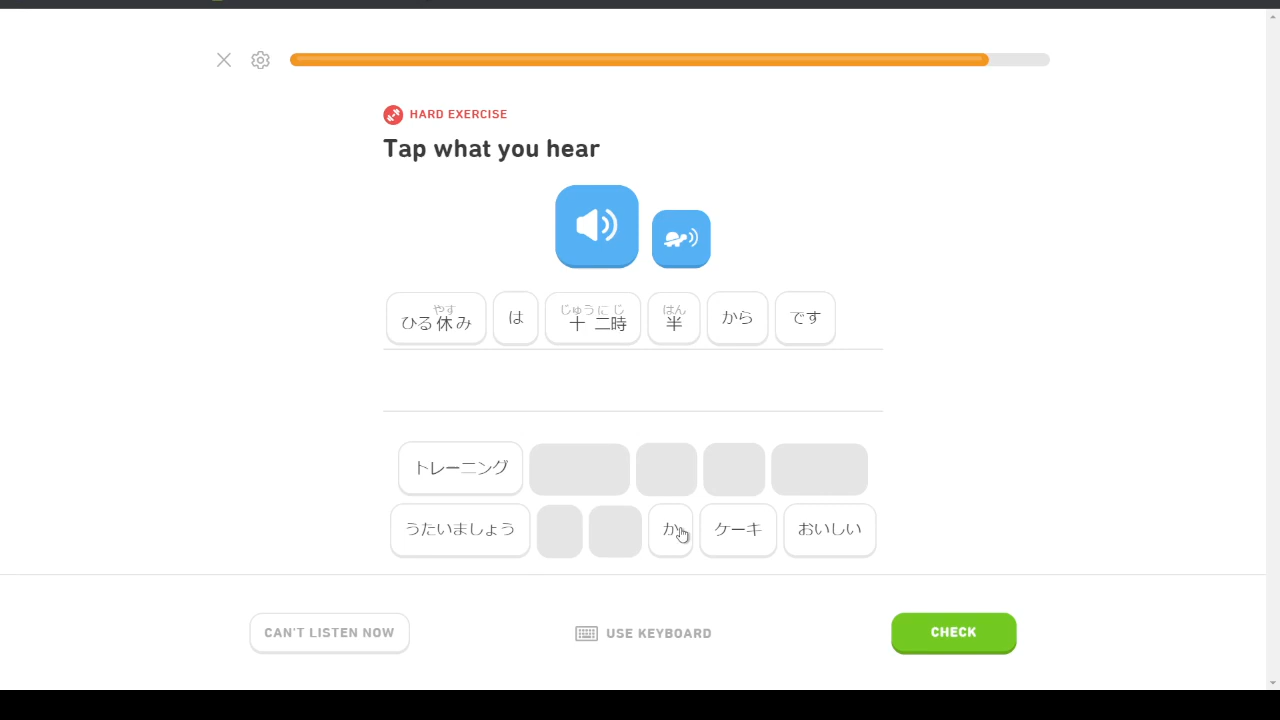 HARD EXERCISE
Tap what you hear
やす じゅう に じ はん
ひる休み は 十二時 半 から です
トレーニング
うたいましょう か ケーキ おいしい
CAN'T LISTEN NOW USE KEYBOARD CHECK